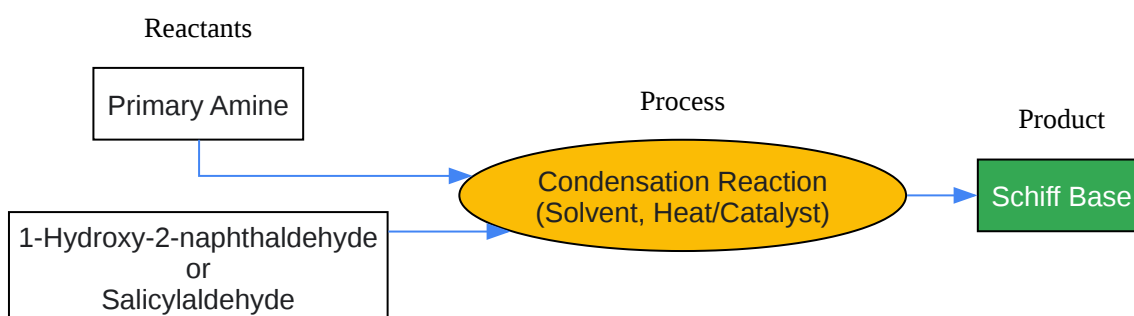 Reactants
Primary Amine
1-Hydroxy-2-naphthaldehyde
or
Salicylaldehyde
Process
Condensation Reaction
(Solvent, Heat/Catalyst)
Product
Schiff Base